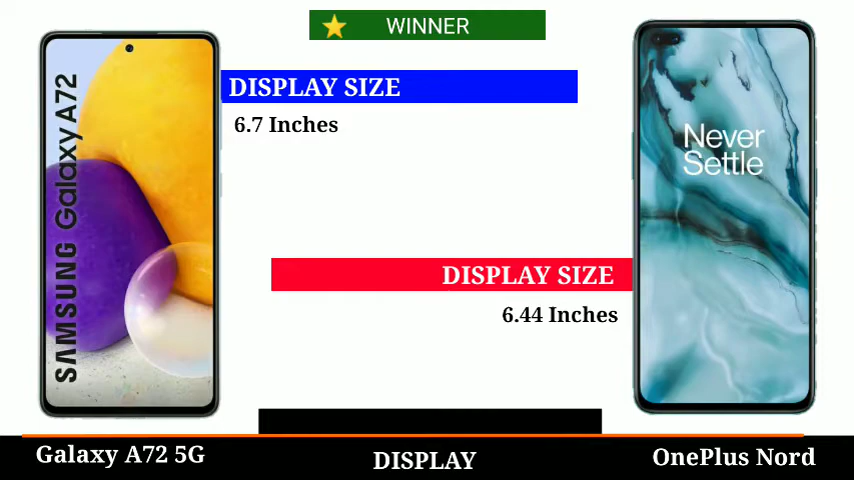 WINNER
DISPLAY SIZE
6.7 Inches
SAMSUNG Galaxy A72
Never
Settle
DISPLAY SIZE
6.44 Inches
Galaxy A72 5G
DISPLAY
OnePlus Nord